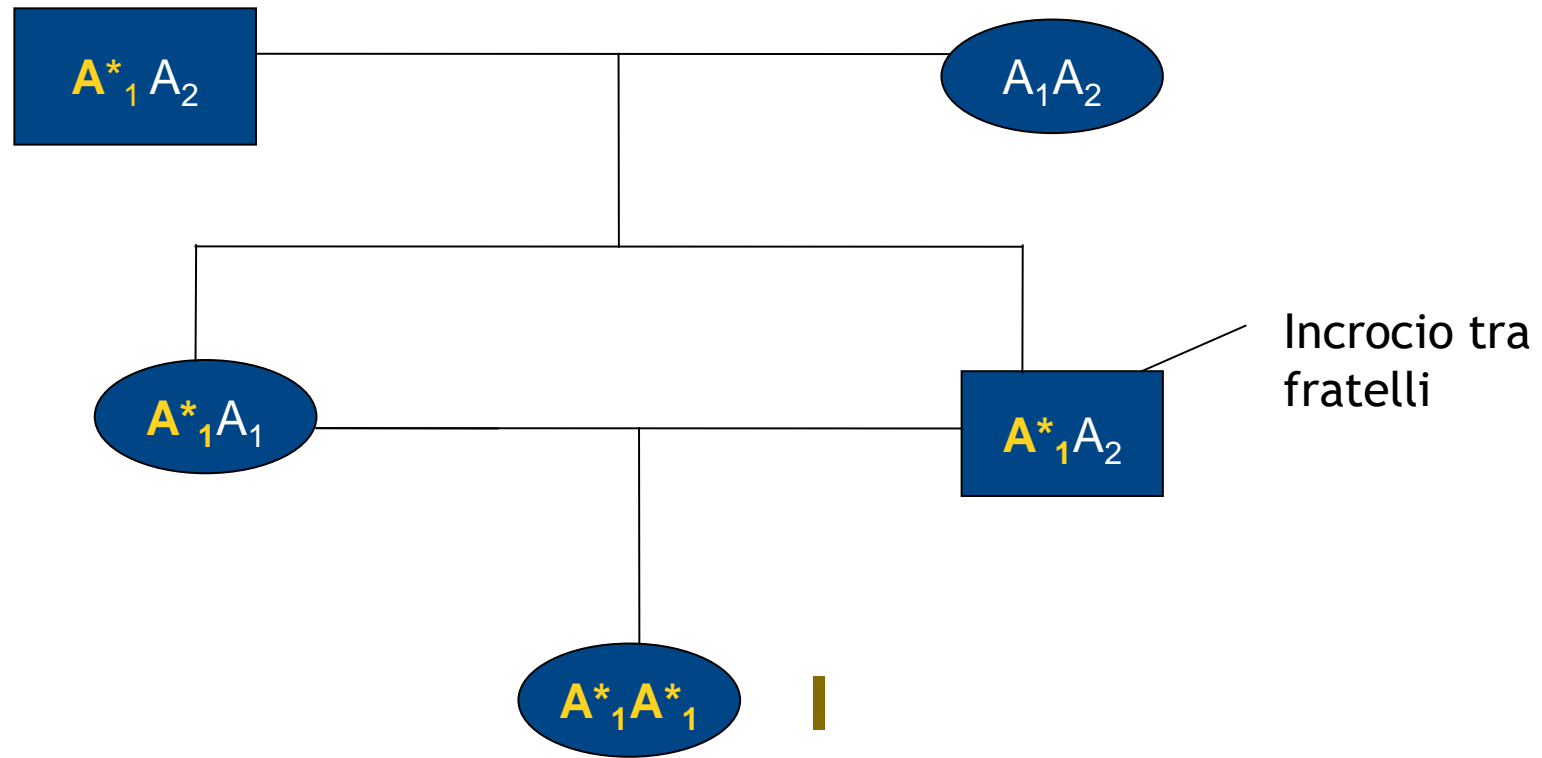 A*₁ A₂
A₁A₂
Incrocio tra
fratelli
A*₁A₁
A*₁A₂
A*₁A*₁
I